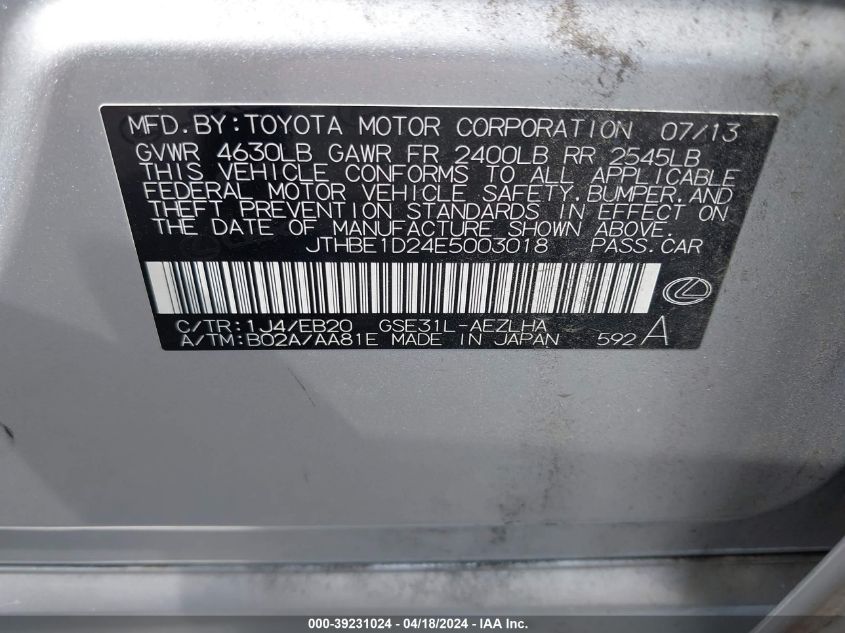 MFD.BY:TOYOTA MOTOR CORPORATION 07/13
GVWR 4630LB GAWR FR 2400LB RR 2545LB
THIS VEHICLE CONFORMS TO ALL APPLICABLE
FEDERAL MOTOR VEHICLE SAFETY,BUMPER,AND
THEFT PREVENTION STANDARDS IN EFFECT ON
THE DATE OF MANUFACTURE SHOWN ABOVE.
JTHBE1D24E5003018 PASS.CAR
C/TR:1J4/EB20 GSE31L-AEZLHA
A/TM:B02A/AA81E MADE IN JAPAN 592 A
000-39231024 | 04/18/2024 - IAA Inc.